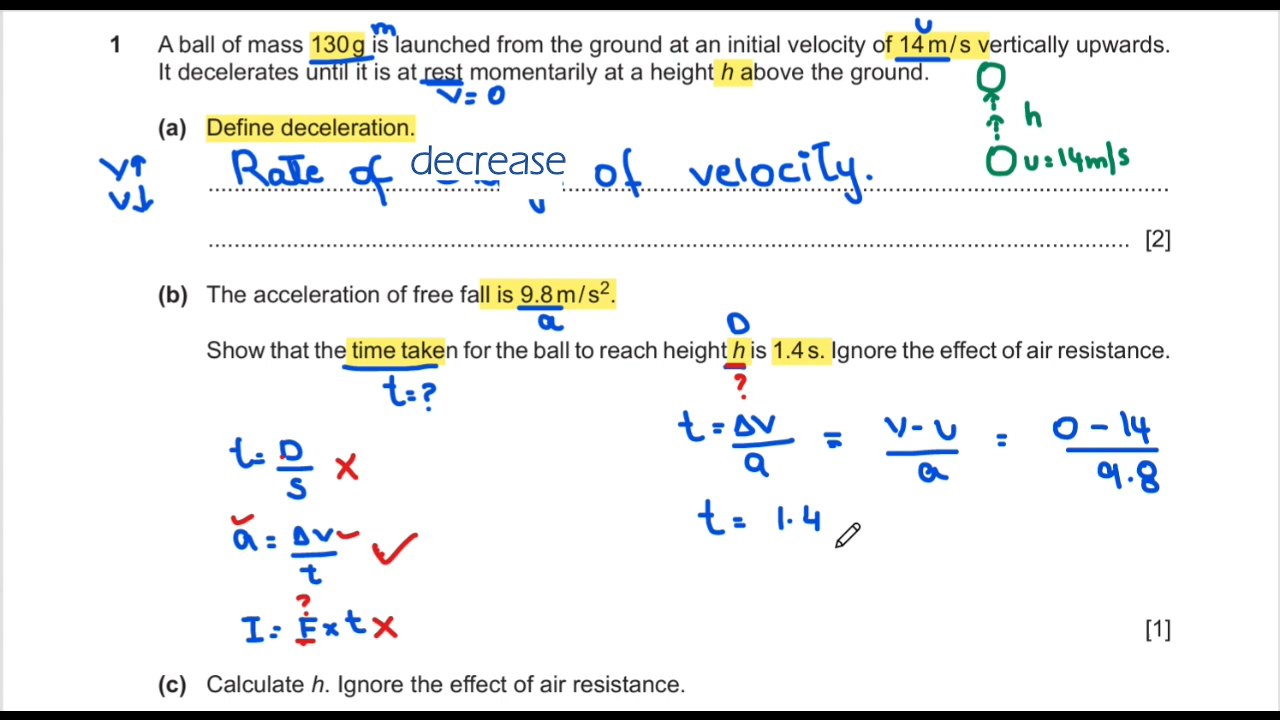 m
u
1 A ball of mass 130 g is launched from the ground at an initial velocity of 14 m/s vertically upwards.
It decelerates until it is at rest momentarily at a height h above the ground.
v = 0
h
u = 14 m/s
(a) Define deceleration.
v↑
v↓
Rate of decrease of velocity.
[2]
(b) The acceleration of free fall is 9.8 m/s².
a
D
Show that the time taken for the ball to reach height h is 1.4 s. Ignore the effect of air resistance.
t = ?
?
t = Δv/a = v - u/a = 0 - 14/9.8
t = D/s ×
t = 1.4
✓a = Δv✓/t ✓
?
I = F × t ×
[1]
(c) Calculate h. Ignore the effect of air resistance.